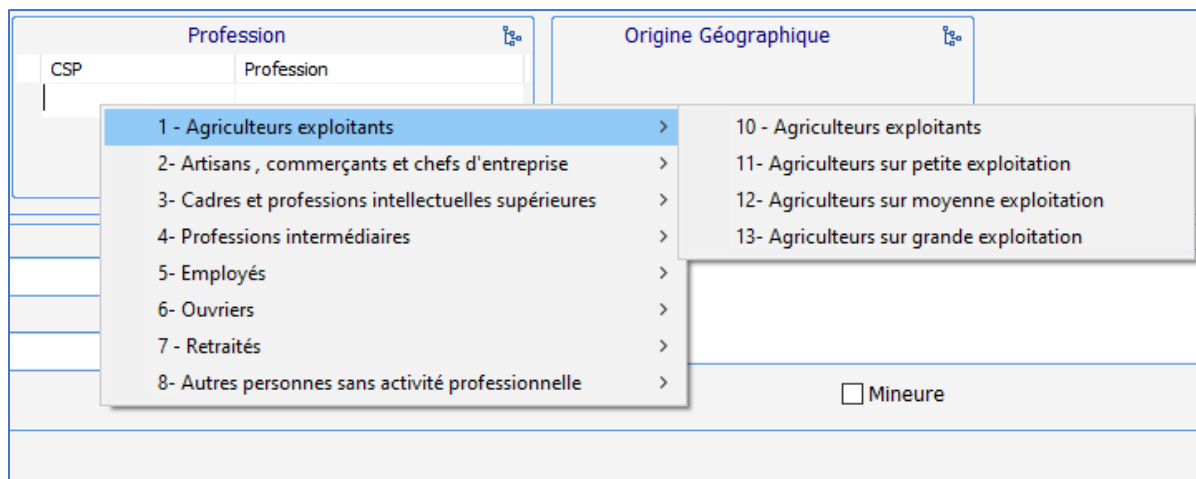 Profession
Origine Géographique
CSP Profession
1 - Agriculteurs exploitants
2- Artisans , commerçants et chefs d'entreprise
3- Cadres et professions intellectuelles supérieures
4- Professions intermédiaires
5- Employés
6- Ouvriers
7 - Retraités
8- Autres personnes sans activité professionnelle
10 - Agriculteurs exploitants
11- Agriculteurs sur petite exploitation
12- Agriculteurs sur moyenne exploitation
13- Agriculteurs sur grande exploitation
Mineure